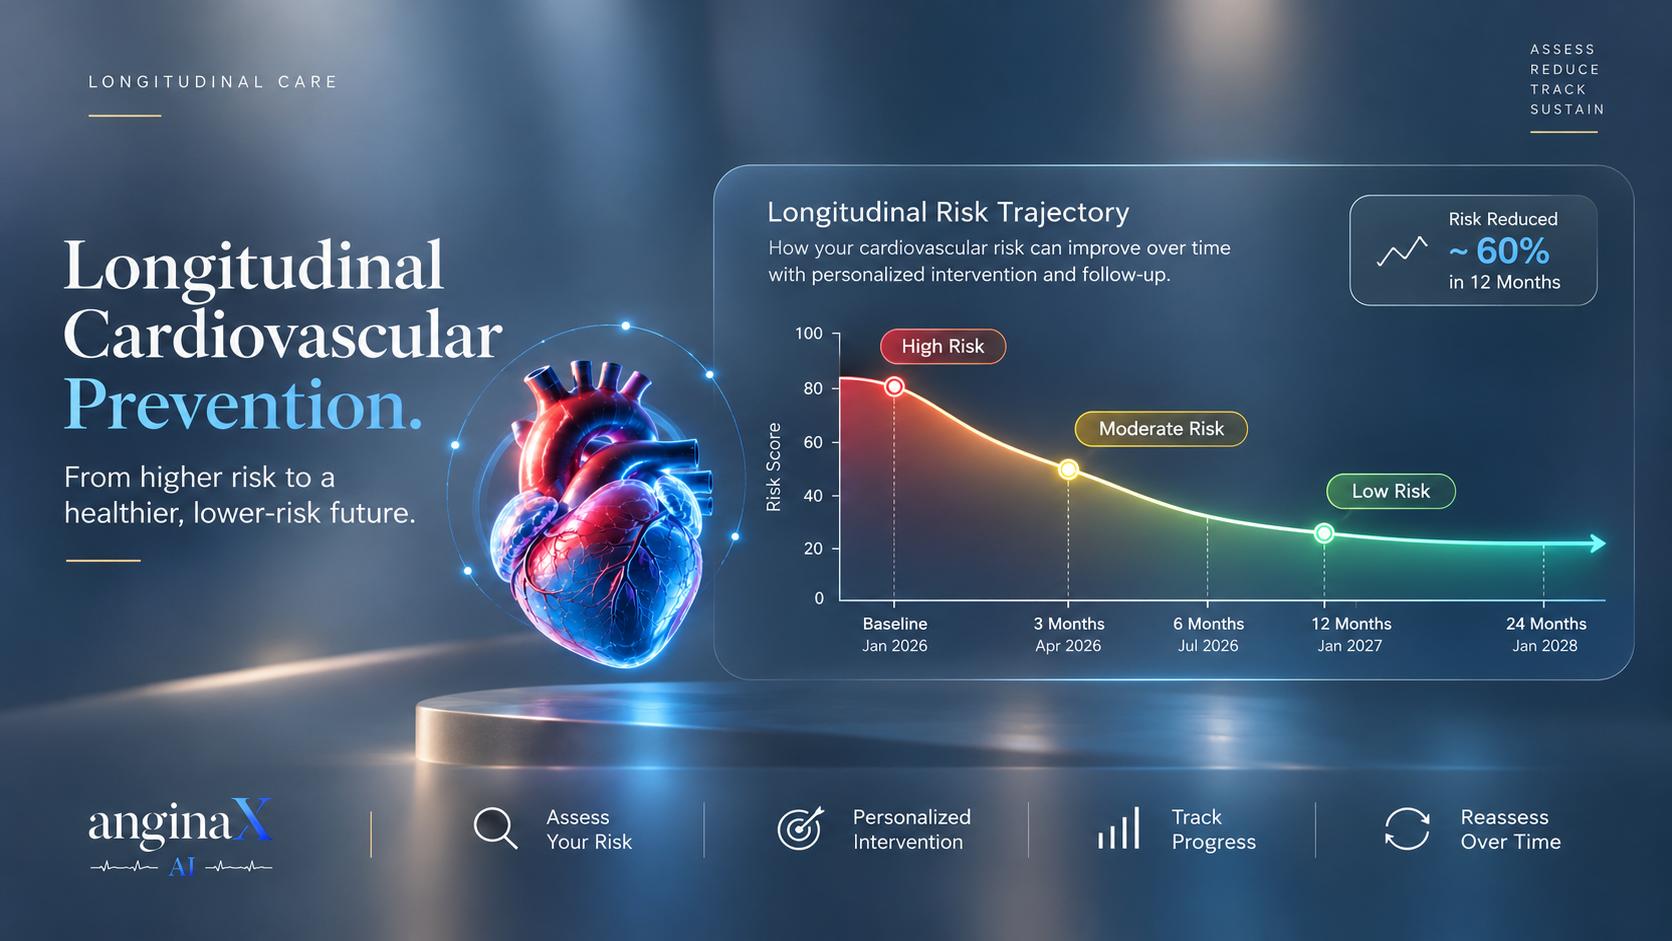 LONGITUDINAL CARE
ASSESS
REDUCE
TRACK
SUSTAIN
Longitudinal
Cardiovascular
Prevention.
From higher risk to a
healthier, lower-risk future.
Longitudinal Risk Trajectory
How your cardiovascular risk can improve over time
with personalized intervention and follow-up.
Risk Reduced
~ 60%
in 12 Months
Risk Score
100
80
60
40
20
0
High Risk
Moderate Risk
Low Risk
Baseline
Jan 2026
3 Months
Apr 2026
6 Months
Jul 2026
12 Months
Jan 2027
24 Months
Jan 2028
anginaX
AI
Assess
Your Risk
Personalized
Intervention
Track
Progress
Reassess
Over Time